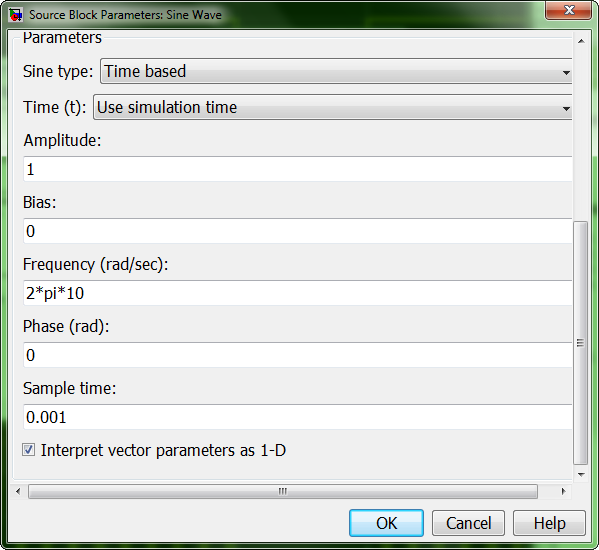 Source Block Parameters: Sine Wave
Parameters
Sine type: Time based
Time (t): Use simulation time
Amplitude:
1
Bias:
0
Frequency (rad/sec):
2*pi*10
Phase (rad):
0
Sample time:
0.001
Interpret vector parameters as 1-D
OK Cancel Help